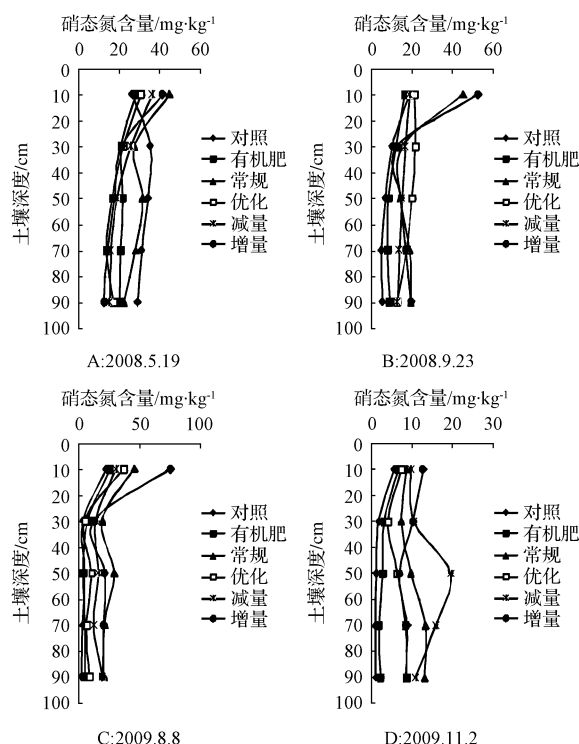 硝态氮含量/mg·kg-1
0 20 40 60
0
10
20
30
40
50
60
70
80
90
100
土壤深度/cm
对照
有机肥
常规
优化
减量
增量
A:2008.5.19
硝态氮含量/mg·kg-1
0 20 40 60
0
10
20
30
40
50
60
70
80
90
100
土壤深度/cm
对照
有机肥
常规
优化
减量
增量
B:2008.9.23
硝态氮含量/mg·kg-1
0 50 100
0
10
20
30
40
50
60
70
80
90
100
土壤深度/cm
对照
有机肥
常规
优化
减量
增量
C:2009.8.8
硝态氮含量/mg·kg-1
0 10 20 30
0
10
20
30
40
50
60
70
80
90
100
土壤深度/cm
对照
有机肥
常规
优化
减量
增量
D:2009.11.2